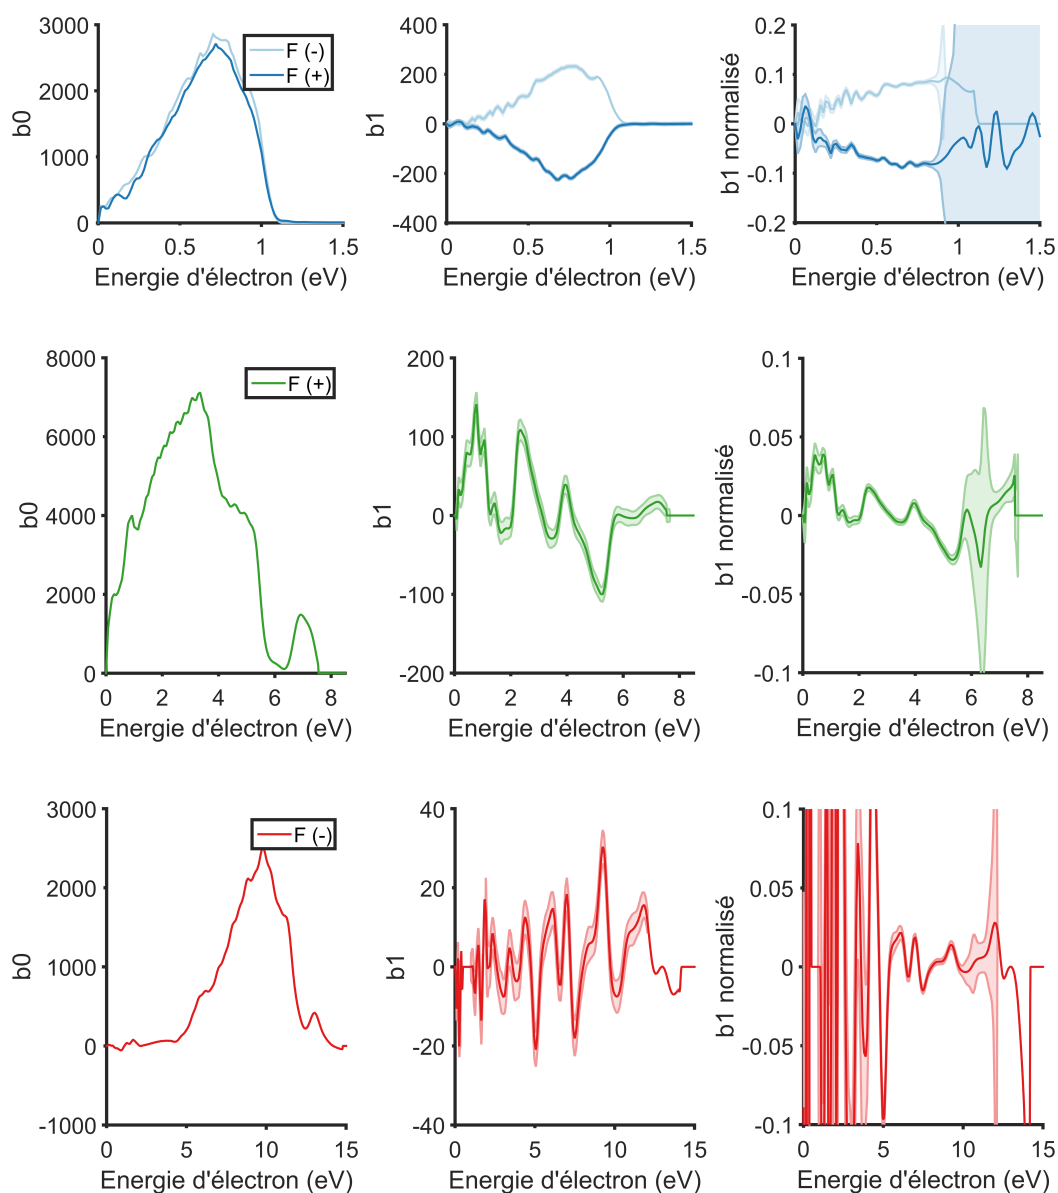 3000
2000
1000
0
b0
F (-)
F (+)
0 0.5 1 1.5
Energie d'électron (eV)
400
200
0
-200
-400
b1
0 0.5 1 1.5
Energie d'électron (eV)
0.2
0.1
0
-0.1
-0.2
b1 normalisé
0 0.5 1 1.5
Energie d'électron (eV)
8000
6000
4000
2000
0
b0
F (+)
0 2 4 6 8
Energie d'électron (eV)
200
100
0
-100
-200
b1
0 2 4 6 8
Energie d'électron (eV)
0.1
0.05
0
-0.05
-0.1
b1 normalisé
0 2 4 6 8
Energie d'électron (eV)
3000
2000
1000
0
-1000
b0
F (-)
0 5 10 15
Energie d'électron (eV)
40
20
0
-20
-40
b1
0 5 10 15
Energie d'électron (eV)
0.1
0.05
0
-0.05
-0.1
b1 normalisé
0 5 10 15
Energie d'électron (eV)